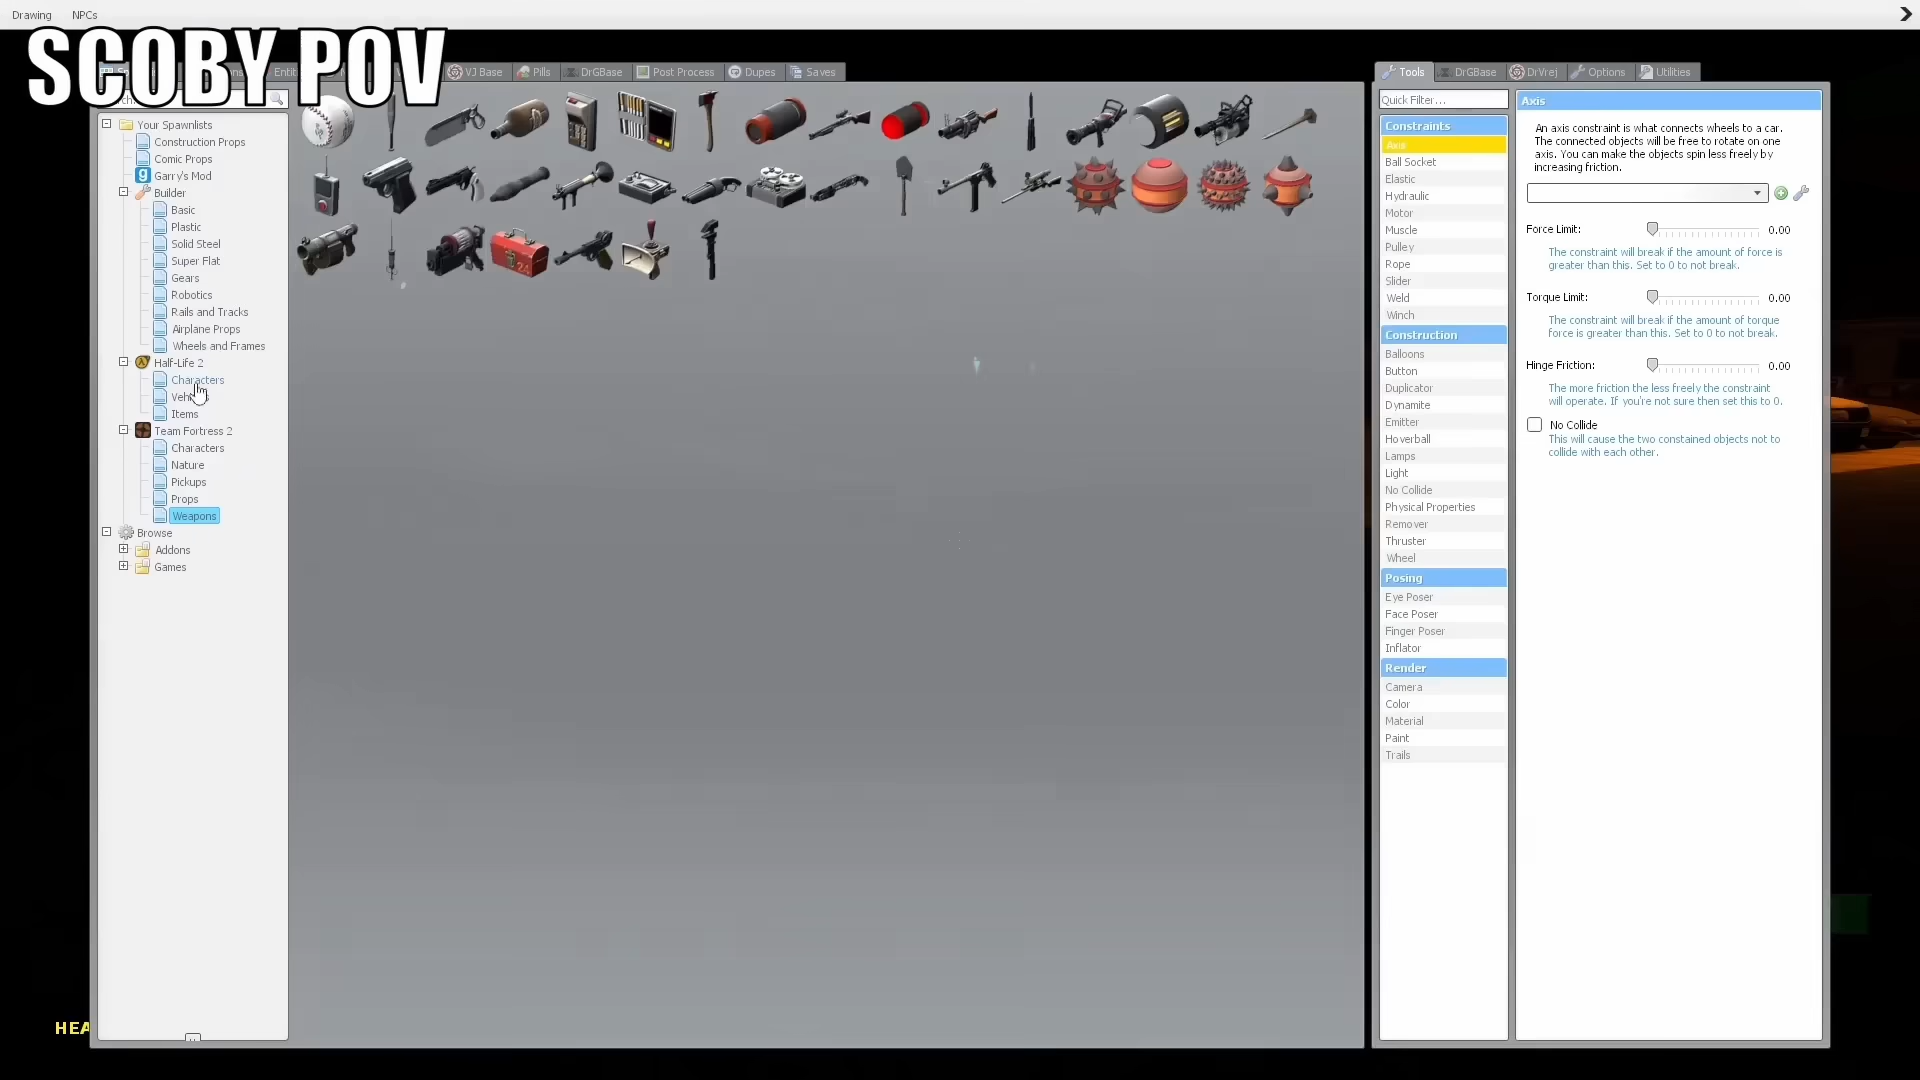 Drawing NPCs
SCOBY POV
VJ Base
Pills
DrGBase
Post Process
Dupes
Saves
Your Spawnlists
Construction Props
Comic Props
Garry's Mod
Builder
Basic
Plastic
Solid Steel
Super Flat
Gears
Robotics
Rails and Tracks
Airplane Props
Wheels and Frames
Half-Life 2
Characters
Items
Team Fortress 2
Characters
Nature
Pickups
Props
Weapons
Browse
Addons
Games
HEA
Tools
DrGBase
DrVrej
Options
Utilities
Quick Filter...
Constraints
Axis
Ball Socket
Elastic
Hydraulic
Motor
Muscle
Pulley
Rope
Slider
Weld
Winch
Construction
Balloons
Button
Duplicator
Dynamite
Emitter
Hoverball
Lamps
Light
No Collide
Physical Properties
Remover
Thruster
Wheel
Posing
Eye Poser
Face Poser
Finger Poser
Inflator
Render
Camera
Color
Material
Paint
Trails
Axis
An axis constraint is what connects wheels to a car.
The connected objects will be free to rotate on one
axis. You can make the objects spin less freely by
increasing friction.
Force Limit: 0.00
The constraint will break if the amount of force is
greater than this. Set to 0 to not break.
Torque Limit: 0.00
The constraint will break if the amount of torque
force is greater than this. Set to 0 to not break.
Hinge Friction: 0.00
The more friction the less freely the constraint
will operate. If you're not sure then set this to 0.
No Collide
This will cause the two constained objects not to
collide with each other.